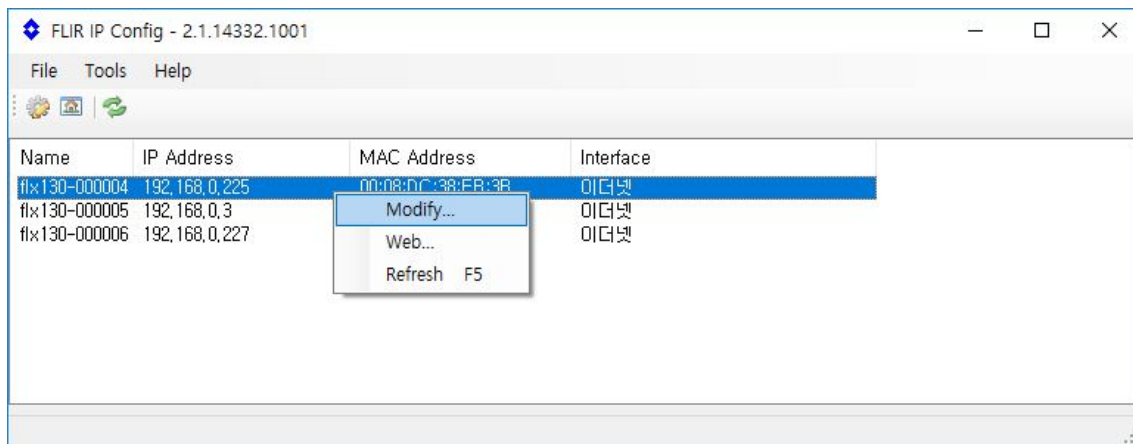 FLIR IP Config - 2.1.14332.1001
File Tools Help
Name IP Address MAC Address Interface
flx130-000004 192,168,0,225 00:08:DC:38:EB:3B 이더넷
flx130-000005 192,168,0,3 이더넷
flx130-000006 192,168,0,227 이더넷
Modify...
Web...
Refresh F5